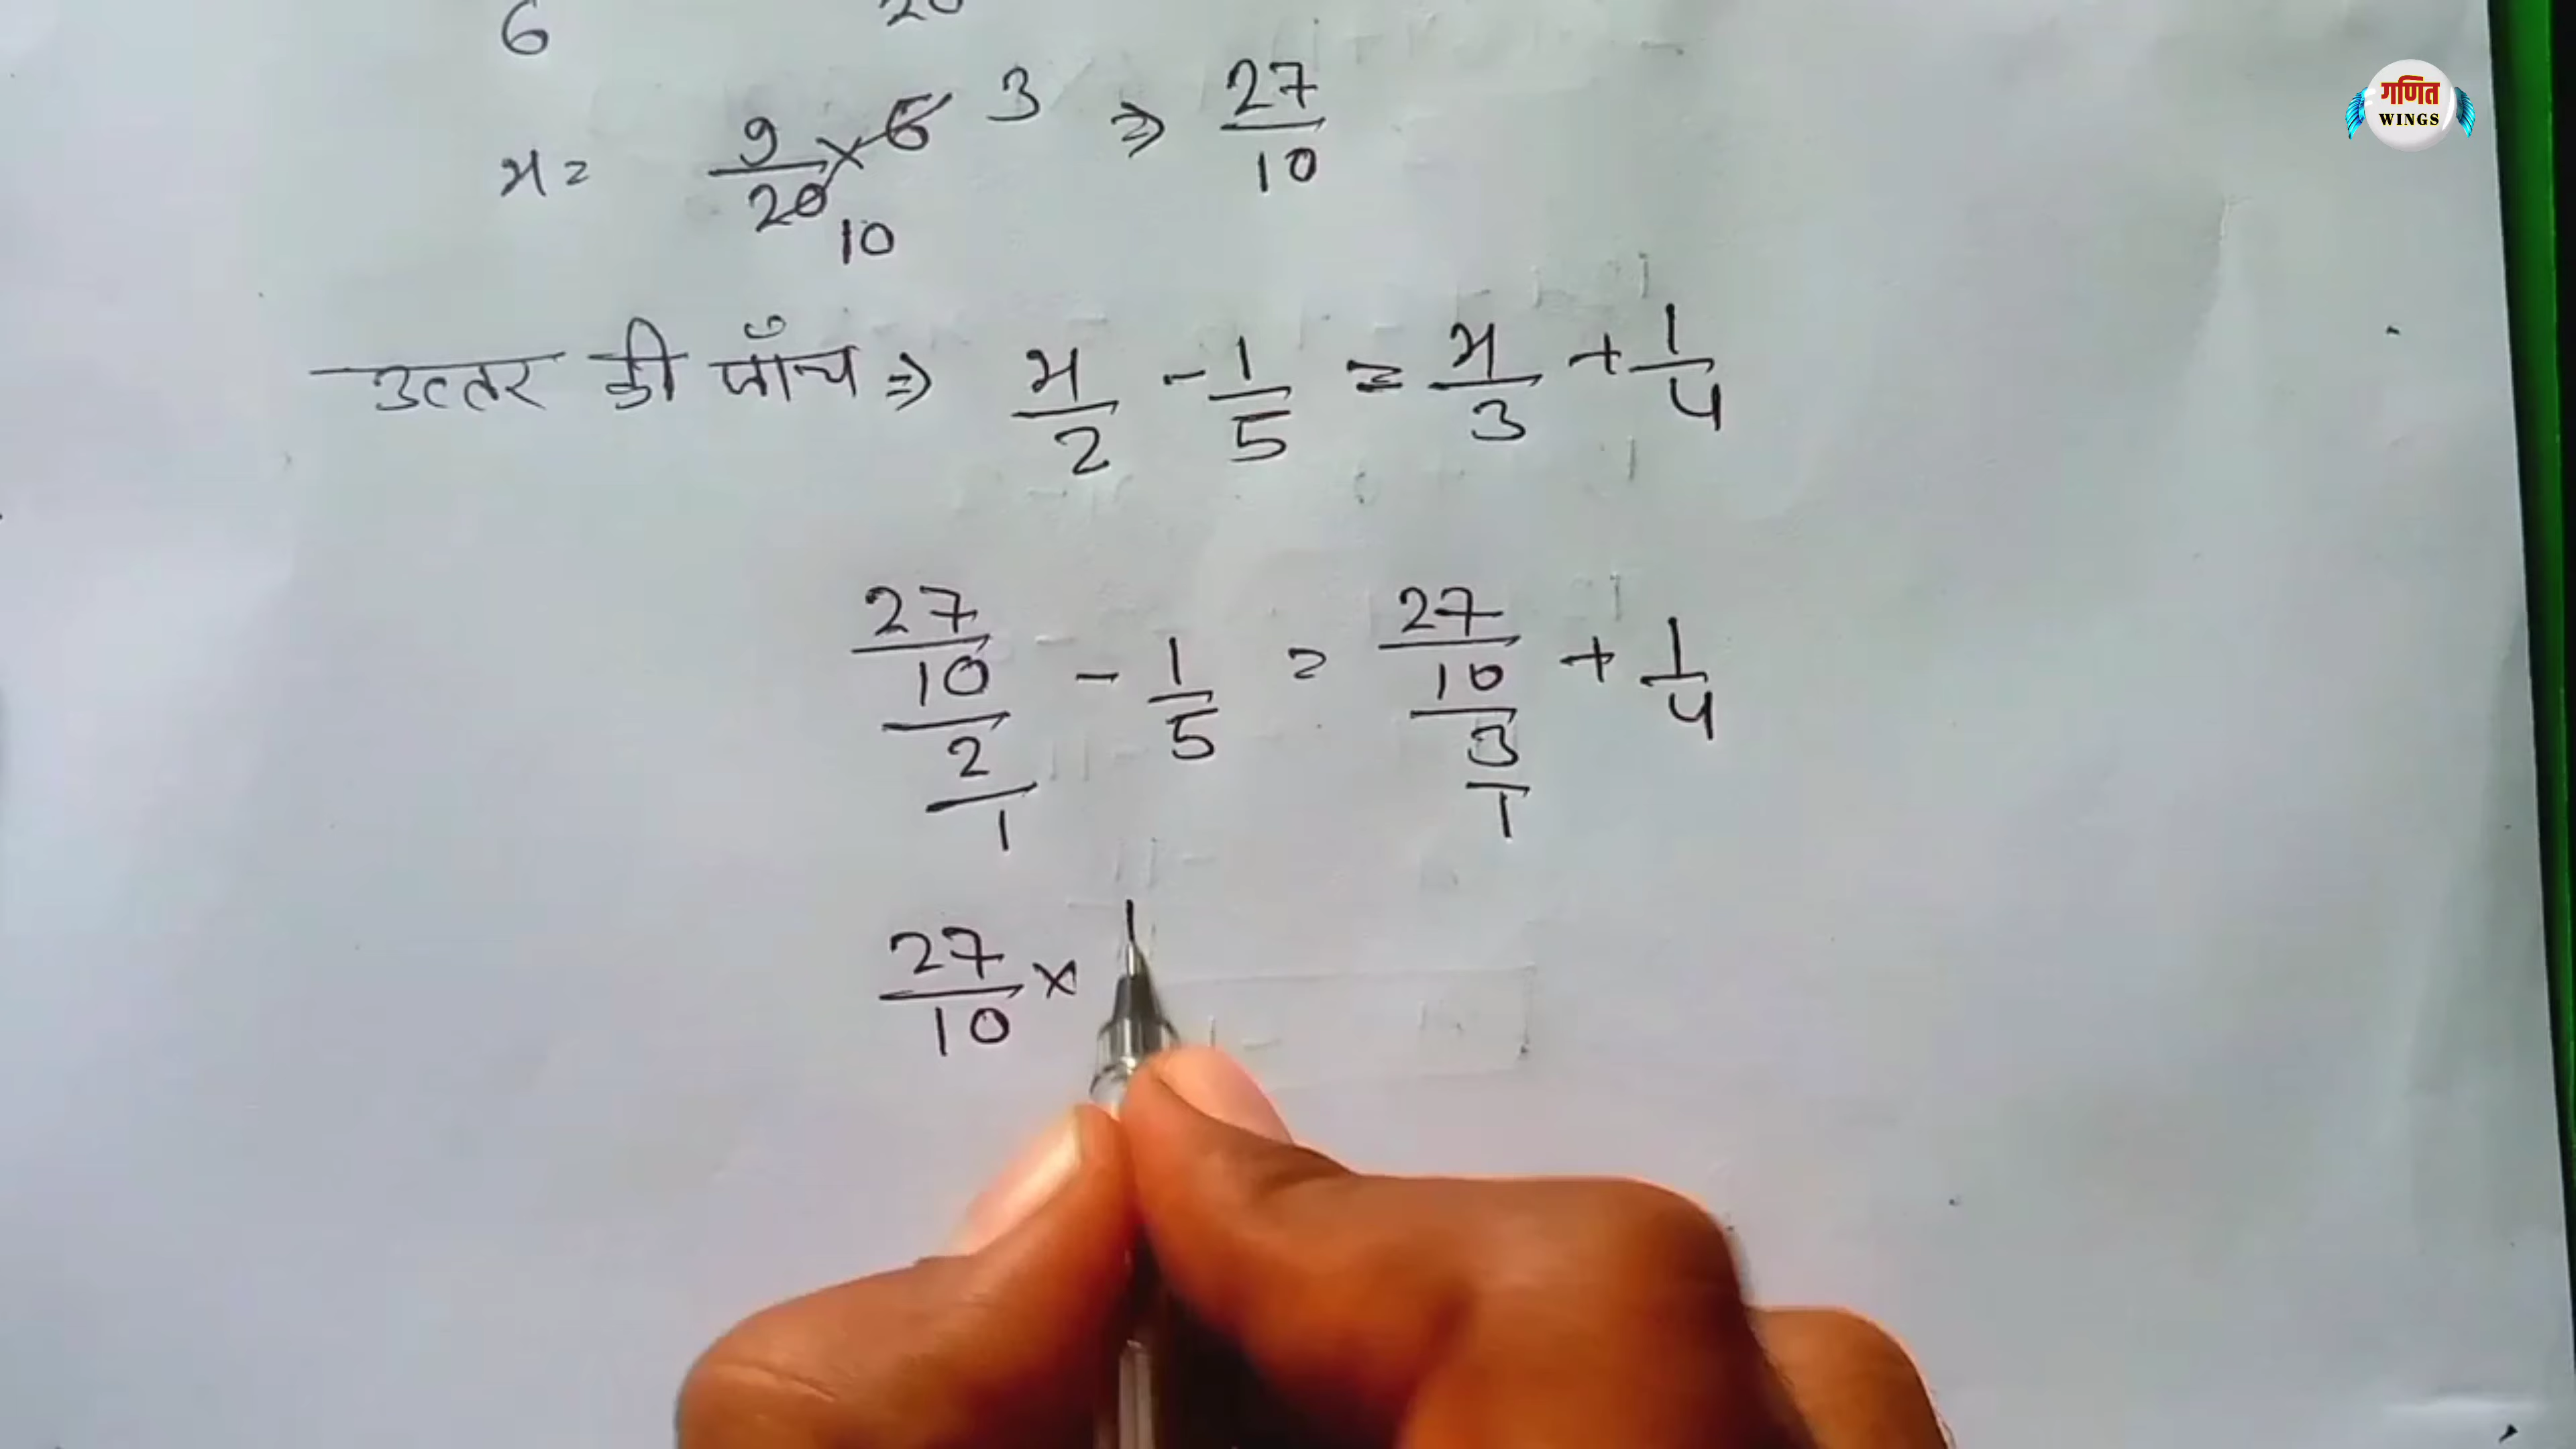 गणित
WINGS
6 20
x = 9/20 × 6 3 ⇒ 27/10
10
उत्तर की जाँच ⇒ x/2 - 1/5 = x/3 + 1/4
27/10/2/1 - 1/5 = 27/10/3/1 + 1/4
27/10 × 1